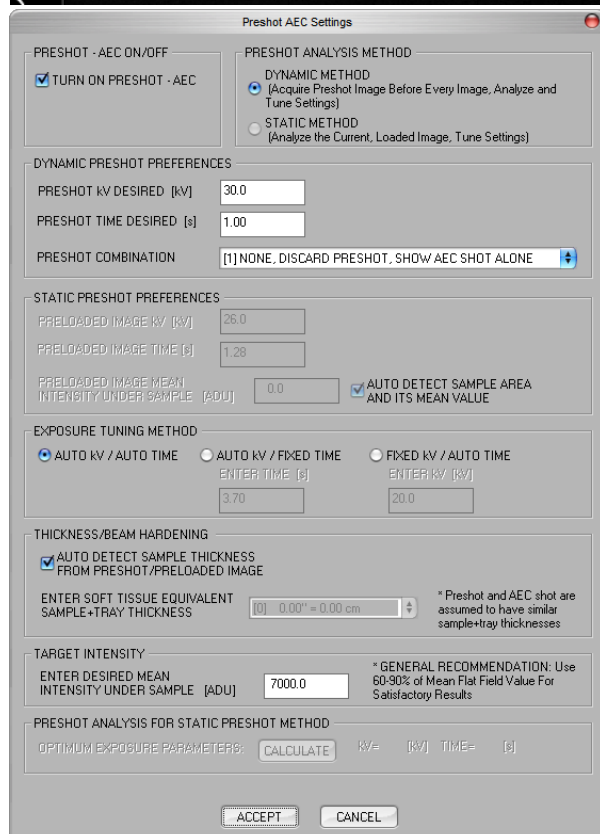 Preshot AEC Settings
PRESHOT - AEC ON/OFF
TURN ON PRESHOT - AEC
PRESHOT ANALYSIS METHOD
DYNAMIC METHOD
(Acquire Preshot Image Before Every Image, Analyze and
Tune Settings)
STATIC METHOD
(Analyze the Current, Loaded Image, Tune Settings)
DYNAMIC PRESHOT PREFERENCES
PRESHOT kV DESIRED [kV] 30.0
PRESHOT TIME DESIRED [s] 1.00
PRESHOT COMBINATION [1] NONE, DISCARD PRESHOT, SHOW AEC SHOT ALONE
STATIC PRESHOT PREFERENCES
PRELOADED IMAGE kV [kV] 26.0
PRELOADED IMAGE TIME [s] 1.28
PRELOADED IMAGE MEAN
INTENSITY UNDER SAMPLE [ADU] 0.0
AUTO DETECT SAMPLE AREA
AND ITS MEAN VALUE
EXPOSURE TUNING METHOD
AUTO kV / AUTO TIME AUTO kV / FIXED TIME FIXED kV / AUTO TIME
ENTER TIME [s] ENTER kV [kV]
3.70 20.0
THICKNESS/BEAM HARDENING
AUTO DETECT SAMPLE THICKNESS
FROM PRESHOT/PRELOADED IMAGE
ENTER SOFT TISSUE EQUIVALENT
SAMPLE+TRAY THICKNESS
[0] 0.00" = 0.00 cm
* Preshot and AEC shot are
assumed to have similar
sample+tray thicknesses
TARGET INTENSITY
ENTER DESIRED MEAN
INTENSITY UNDER SAMPLE [ADU] 7000.0
* GENERAL RECOMMENDATION: Use
60-90% of Mean Flat Field Value For
Satisfactory Results
PRESHOT ANALYSIS FOR STATIC PRESHOT METHOD
OPTIMUM EXPOSURE PARAMETERS: CALCULATE kV= [kV] TIME= [s]
ACCEPT CANCEL